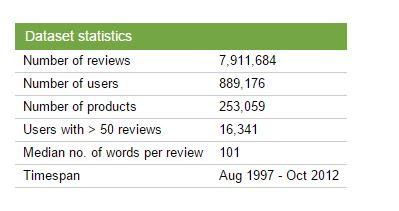 Dataset statistics
Number of reviews 7,911,684
Number of users 889,176
Number of products 253,059
Users with > 50 reviews 16,341
Median no. of words per review 101
Timespan Aug 1997 - Oct 2012